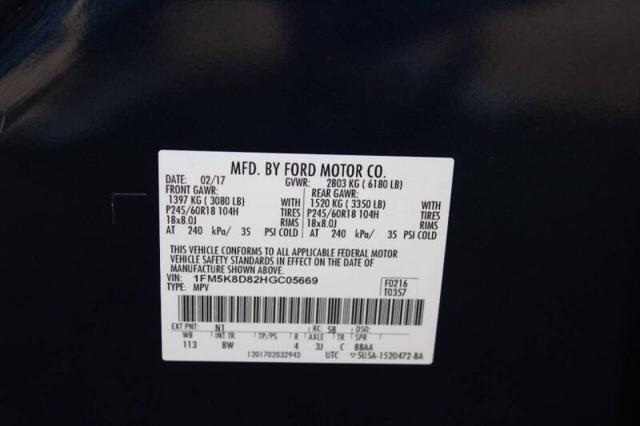 MFD. BY FORD MOTOR CO.
DATE: 02/17 GVWR: 2803 KG ( 6180 LB)
FRONT GAWR: REAR GAWR:
1397 KG ( 3080 LB) WITH 1520 KG ( 3350 LB) WITH
P245/60R18 104H TIRES P245/60R18 104H TIRES
18x8.0J RIMS 18x8.0J RIMS
AT 240 kPa/ 35 PSI COLD AT 240 kPa/ 35 PSI COLD
THIS VEHICLE CONFORMS TO ALL APPLICABLE FEDERAL MOTOR
VEHICLE SAFETY STANDARDS IN EFFECT ON THE DATE OF
MANUFACTURE SHOWN ABOVE.
VIN: 1FM5K8D82HGC05669 F0216
TYPE: MPV T0357
EXT PNT: N1 RC: 58 DSO:
WB INT TR TP/PS R AXLE TR SPR
113 BW 4 3J C BBAA
1201702032943 UTC 5U5A-1520472-BA